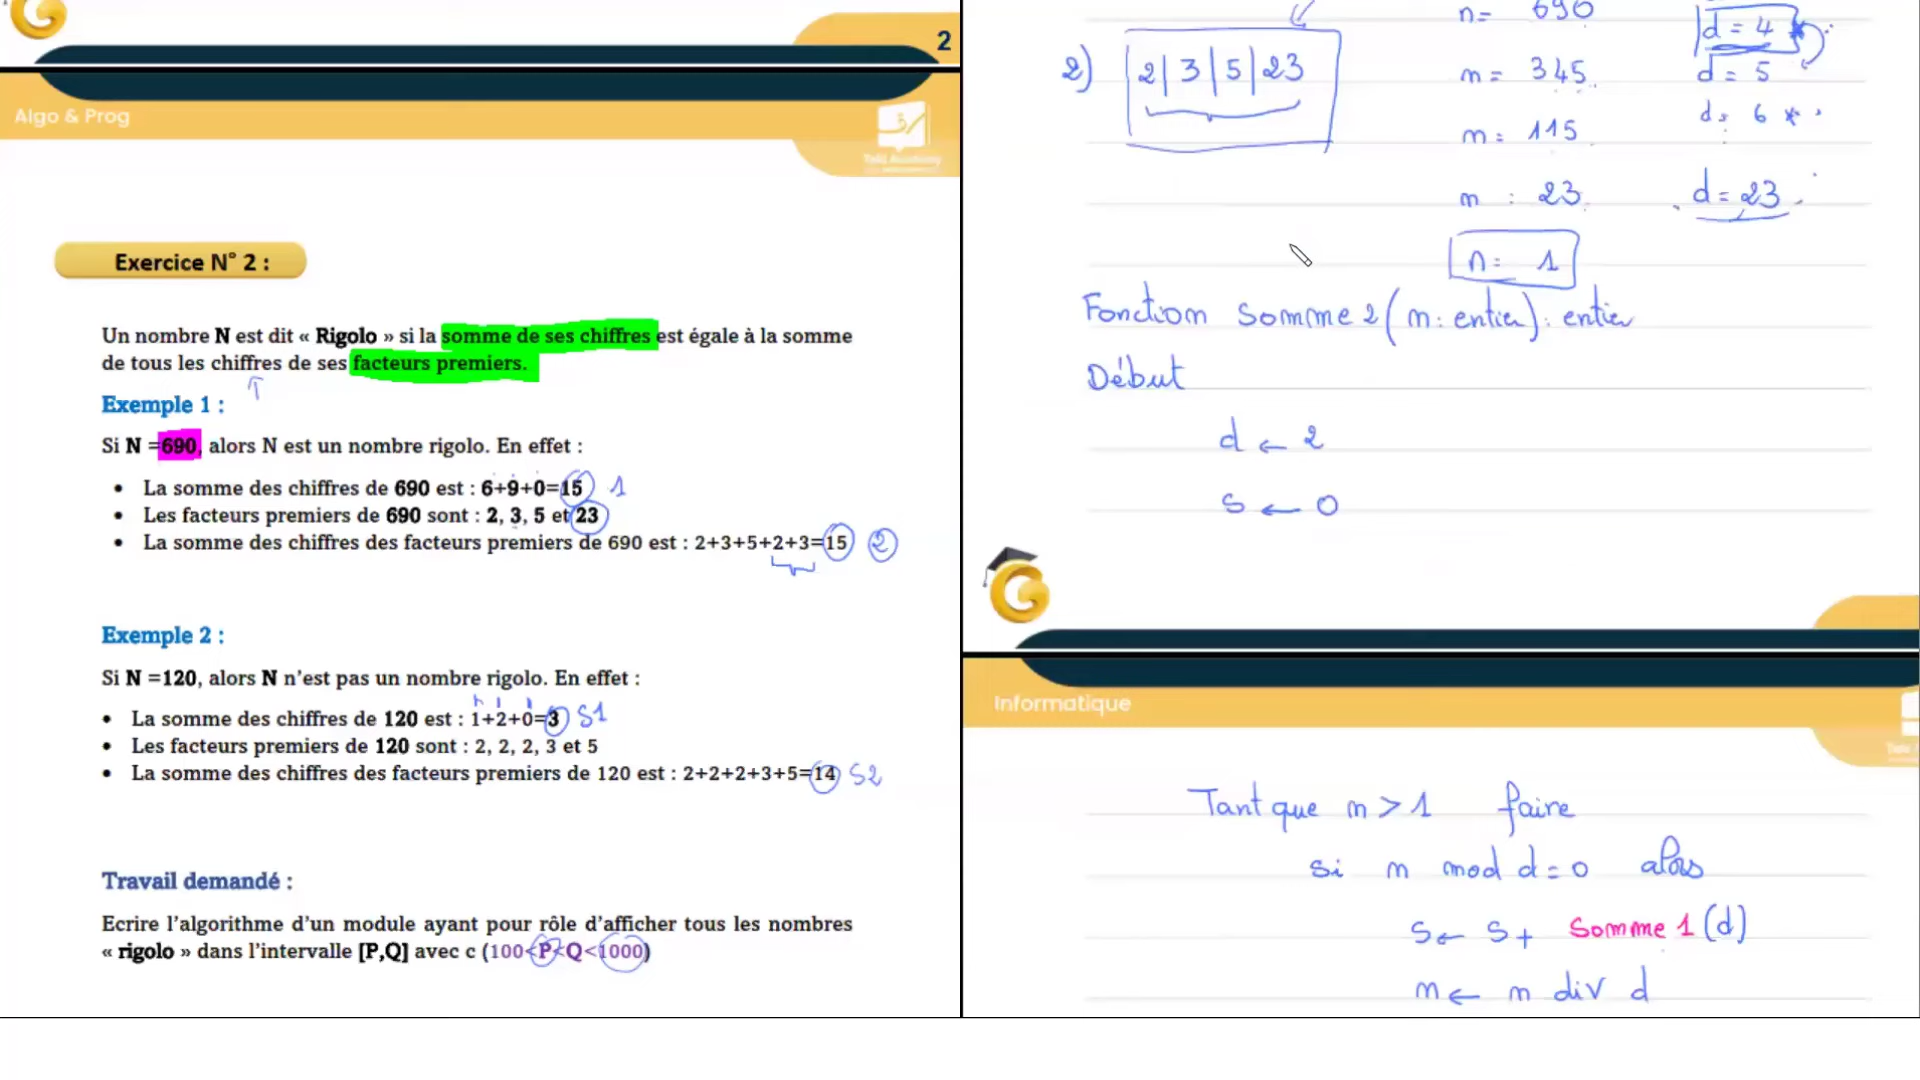 2
Algo & Prog
Exercice N° 2 :
Un nombre N est dit « Rigolo » si la somme de ses chiffres est égale à la somme
de tous les chiffres de ses facteurs premiers.
Exemple 1 :
Si N =690, alors N est un nombre rigolo. En effet :
• La somme des chiffres de 690 est : 6+9+0=15 1
• Les facteurs premiers de 690 sont : 2, 3, 5 et 23
• La somme des chiffres des facteurs premiers de 690 est : 2+3+5+2+3=15 2
Exemple 2 :
Si N =120, alors N n'est pas un nombre rigolo. En effet :
• La somme des chiffres de 120 est : 1+2+0=3 S1
• Les facteurs premiers de 120 sont : 2, 2, 2, 3 et 5
• La somme des chiffres des facteurs premiers de 120 est : 2+2+2+3+5=14 S2
Travail demandé :
Ecrire l'algorithme d'un module ayant pour rôle d'afficher tous les nombres
« rigolo » dans l'intervalle [P,Q] avec c (100<P<Q<1000)
n= 690 d = 4
2) 2| 3 | 5 | 23 n= 345 d = 5
n= 115 d= 6
n = 23 d = 23
n= 1
Fonction Somme 2 ( n: entier): entier
Début
d ← 2
s ← 0
Informatique
Tant que n > 1 faire
si n mod d = 0 alors
s ← s + Somme 1 (d)
n ← n div d